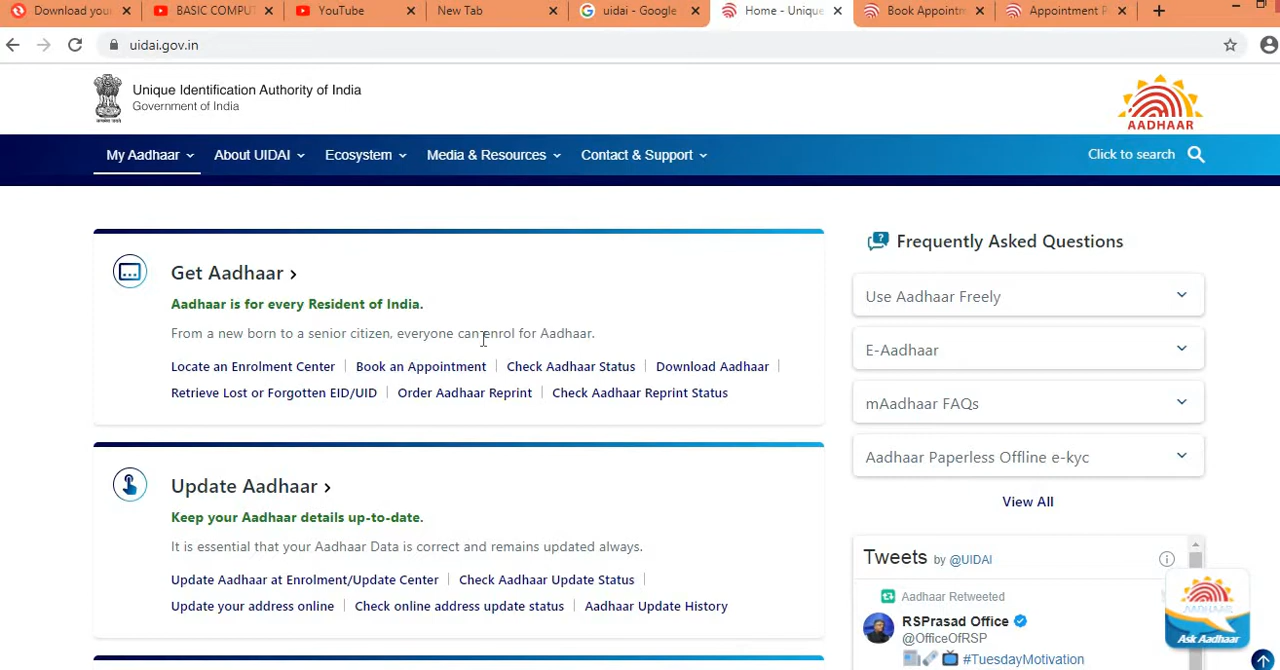 Download your
BASIC COMPUT
YouTube
New Tab
uidai - Google
Home - Unique
Book Appointm
Appointment R
uidai.gov.in
Unique Identification Authority of India
Government of India
AADHAAR
My Aadhaar
About UIDAI
Ecosystem
Media & Resources
Contact & Support
Click to search
Get Aadhaar
Aadhaar is for every Resident of India.
From a new born to a senior citizen, everyone can enrol for Aadhaar.
Locate an Enrolment Center | Book an Appointment | Check Aadhaar Status | Download Aadhaar |
Retrieve Lost or Forgotten EID/UID | Order Aadhaar Reprint | Check Aadhaar Reprint Status
Update Aadhaar
Keep your Aadhaar details up-to-date.
It is essential that your Aadhaar Data is correct and remains updated always.
Update Aadhaar at Enrolment/Update Center | Check Aadhaar Update Status |
Update your address online | Check online address update status | Aadhaar Update History
Frequently Asked Questions
Use Aadhaar Freely
E-Aadhaar
mAadhaar FAQs
Aadhaar Paperless Offline e-kyc
View All
Tweets by @UIDAI
Aadhaar Retweeted
RSPrasad Office
@OfficeOfRSP
#TuesdayMotivation
Ask Aadhaar